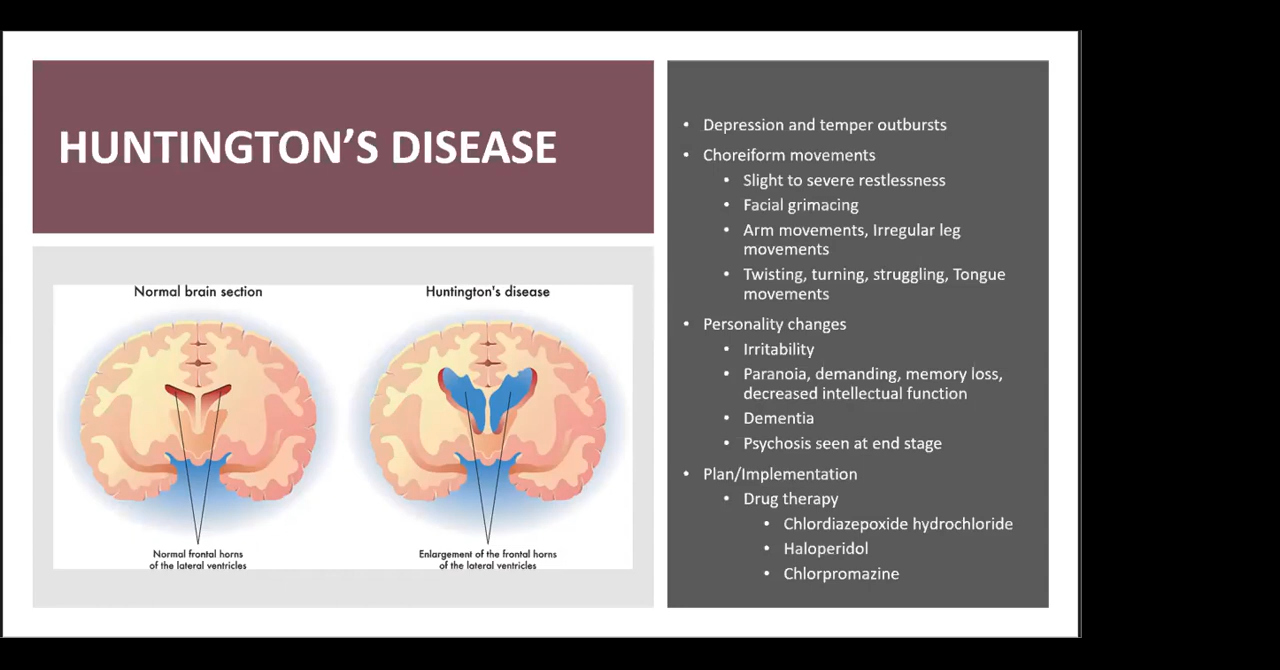 HUNTINGTON'S DISEASE
Normal brain section
Huntington's disease
Normal frontal horns
of the lateral ventricles
Enlargement of the frontal horns
of the lateral ventricles
• Depression and temper outbursts
• Choreiform movements
• Slight to severe restlessness
• Facial grimacing
• Arm movements, Irregular leg
movements
• Twisting, turning, struggling, Tongue
movements
• Personality changes
• Irritability
• Paranoia, demanding, memory loss,
decreased intellectual function
• Dementia
• Psychosis seen at end stage
• Plan/Implementation
• Drug therapy
• Chlordiazepoxide hydrochloride
• Haloperidol
• Chlorpromazine